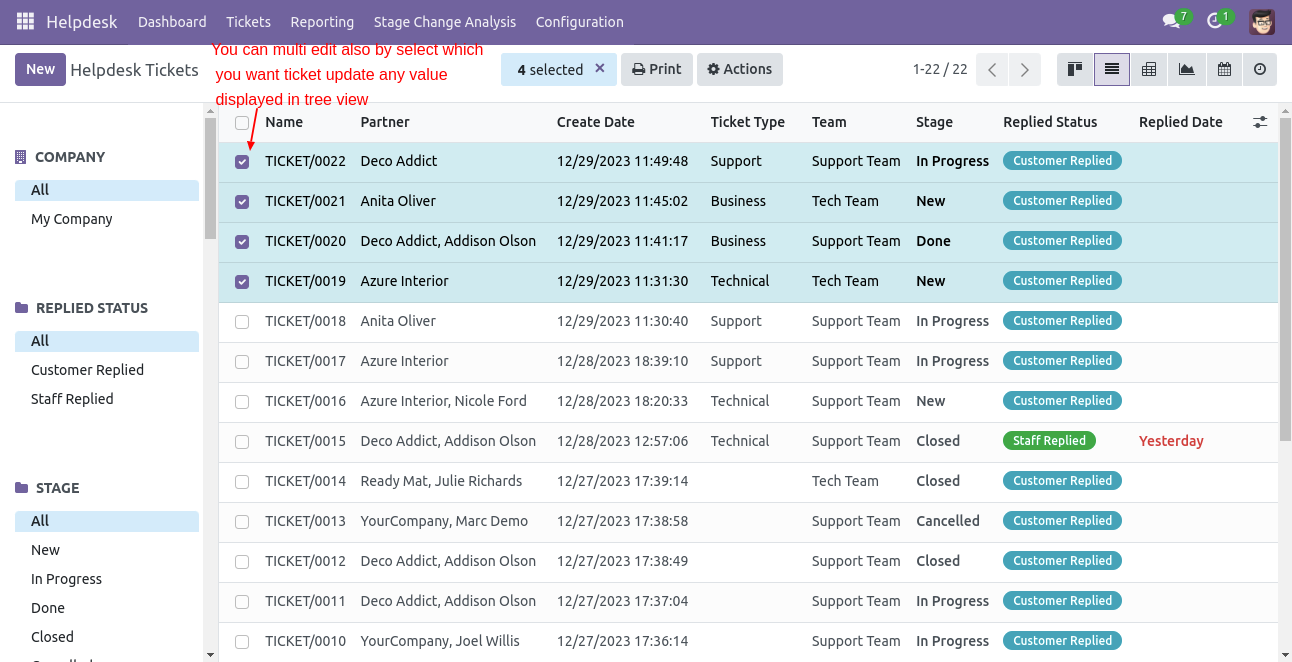 Helpdesk Dashboard Tickets Reporting Stage Change Analysis Configuration 7 1
New Helpdesk Tickets 4 selected × Print Actions 1-22 / 22
You can multi edit also by select which
you want ticket update any value
displayed in tree view
COMPANY
All
My Company
REPLIED STATUS
All
Customer Replied
Staff Replied
STAGE
All
New
In Progress
Done
Closed
Name Partner Create Date Ticket Type Team Stage Replied Status Replied Date
TICKET/0022 Deco Addict 12/29/2023 11:49:48 Support Support Team In Progress Customer Replied
TICKET/0021 Anita Oliver 12/29/2023 11:45:02 Business Tech Team New Customer Replied
TICKET/0020 Deco Addict, Addison Olson 12/29/2023 11:41:17 Business Support Team Done Customer Replied
TICKET/0019 Azure Interior 12/29/2023 11:31:30 Technical Tech Team New Customer Replied
TICKET/0018 Anita Oliver 12/29/2023 11:30:40 Support Support Team In Progress Customer Replied
TICKET/0017 Azure Interior 12/28/2023 18:39:10 Support Support Team In Progress Customer Replied
TICKET/0016 Azure Interior, Nicole Ford 12/28/2023 18:20:33 Technical Support Team New Customer Replied
TICKET/0015 Deco Addict, Addison Olson 12/28/2023 12:57:06 Technical Support Team Closed Staff Replied Yesterday
TICKET/0014 Ready Mat, Julie Richards 12/27/2023 17:39:14 Tech Team Closed Customer Replied
TICKET/0013 YourCompany, Marc Demo 12/27/2023 17:38:58 Support Team Cancelled Customer Replied
TICKET/0012 Deco Addict, Addison Olson 12/27/2023 17:38:49 Support Team Closed Customer Replied
TICKET/0011 Deco Addict, Addison Olson 12/27/2023 17:37:04 Support Team In Progress Customer Replied
TICKET/0010 YourCompany, Joel Willis 12/27/2023 17:36:14 Support Team In Progress Customer Replied